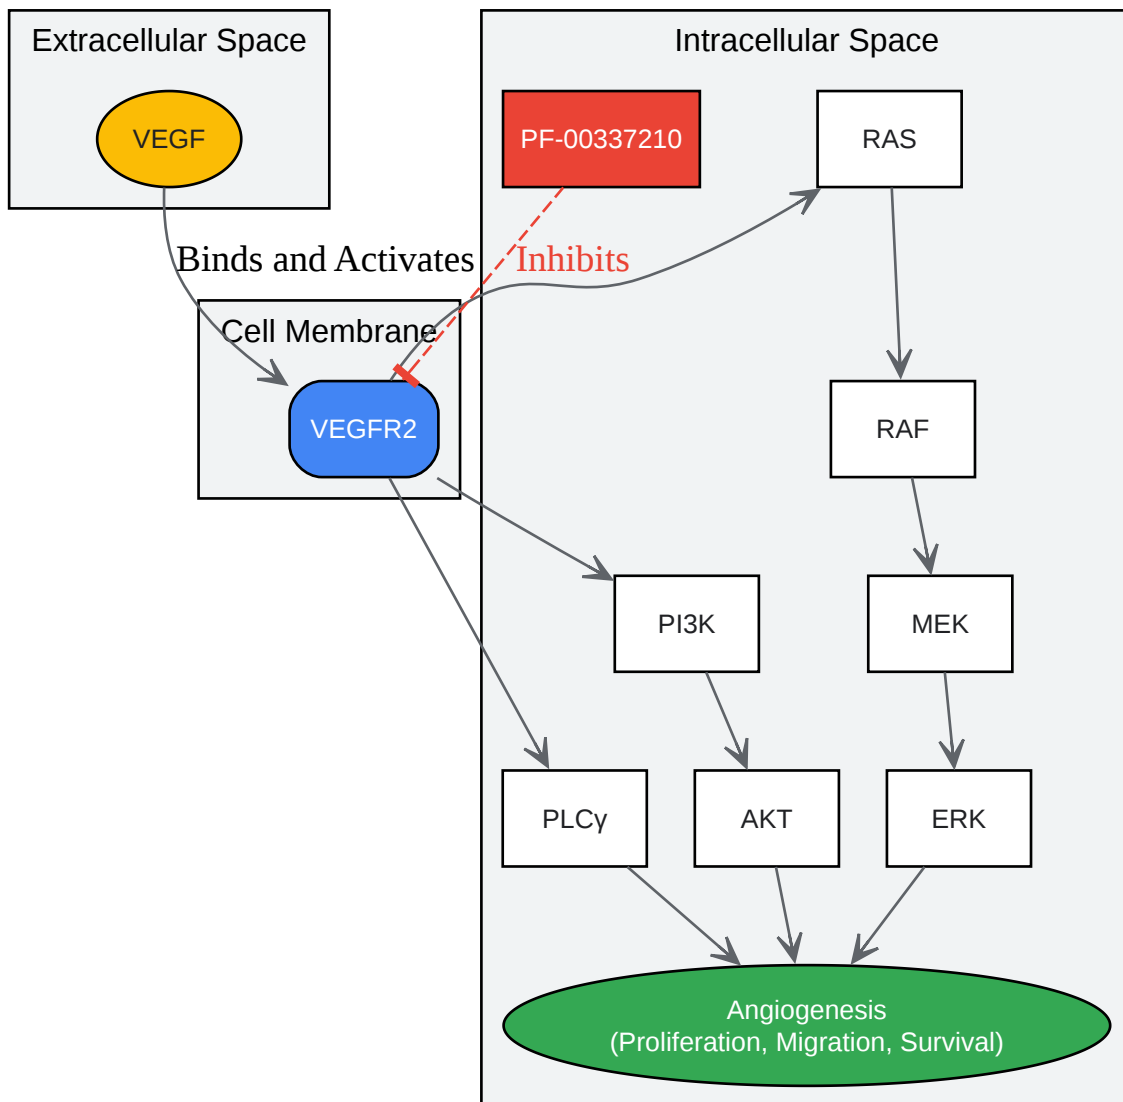 Extracellular Space
Intracellular Space
VEGF
PF-00337210
RAS
Binds and Activates
Inhibits
Cell Membrane
VEGFR2
RAF
PI3K
MEK
PLCγ
AKT
ERK
Angiogenesis
(Proliferation, Migration, Survival)